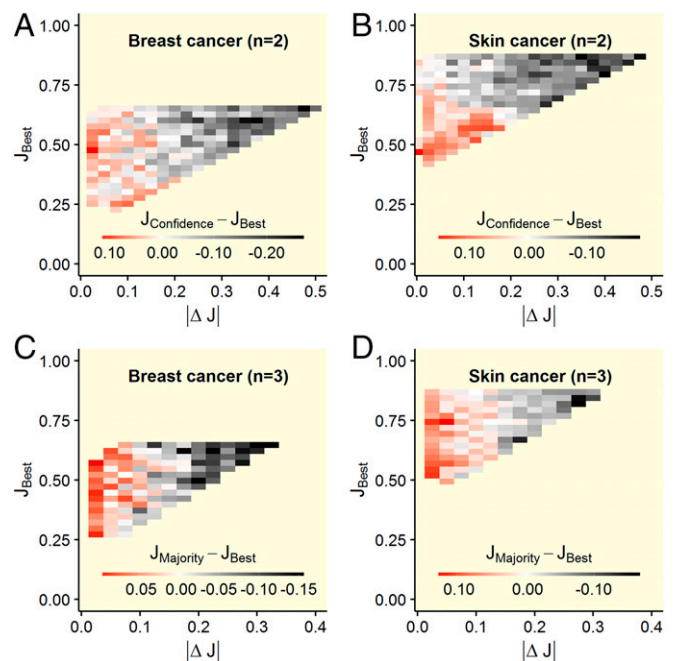 A
Breast cancer (n=2)
1.00
0.75
0.50
0.25
0.00
J_Best
J_Confidence − J_Best
0.10 0.00 -0.10 -0.20
0.0 0.1 0.2 0.3 0.4 0.5
|Δ J|
B
Skin cancer (n=2)
1.00
0.75
0.50
0.25
0.00
J_Best
J_Confidence − J_Best
0.10 0.00 -0.10
0.0 0.1 0.2 0.3 0.4 0.5
|Δ J|
C
Breast cancer (n=3)
1.00
0.75
0.50
0.25
0.00
J_Best
J_Majority − J_Best
0.05 0.00 -0.05 -0.10 -0.15
0.0 0.1 0.2 0.3 0.4
|Δ J|
D
Skin cancer (n=3)
1.00
0.75
0.50
0.25
0.00
J_Best
J_Majority − J_Best
0.10 0.00 -0.10
0.0 0.1 0.2 0.3 0.4
|Δ J|